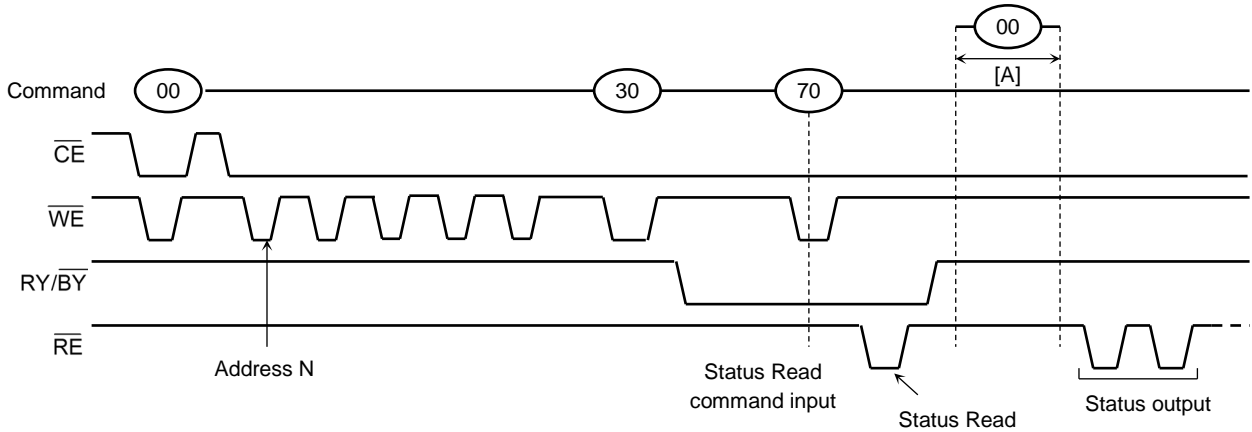 00
[A]
Command 00 30 70
CE
WE
RY/BY
RE
Address N
Status Read
command input
Status Read
Status output